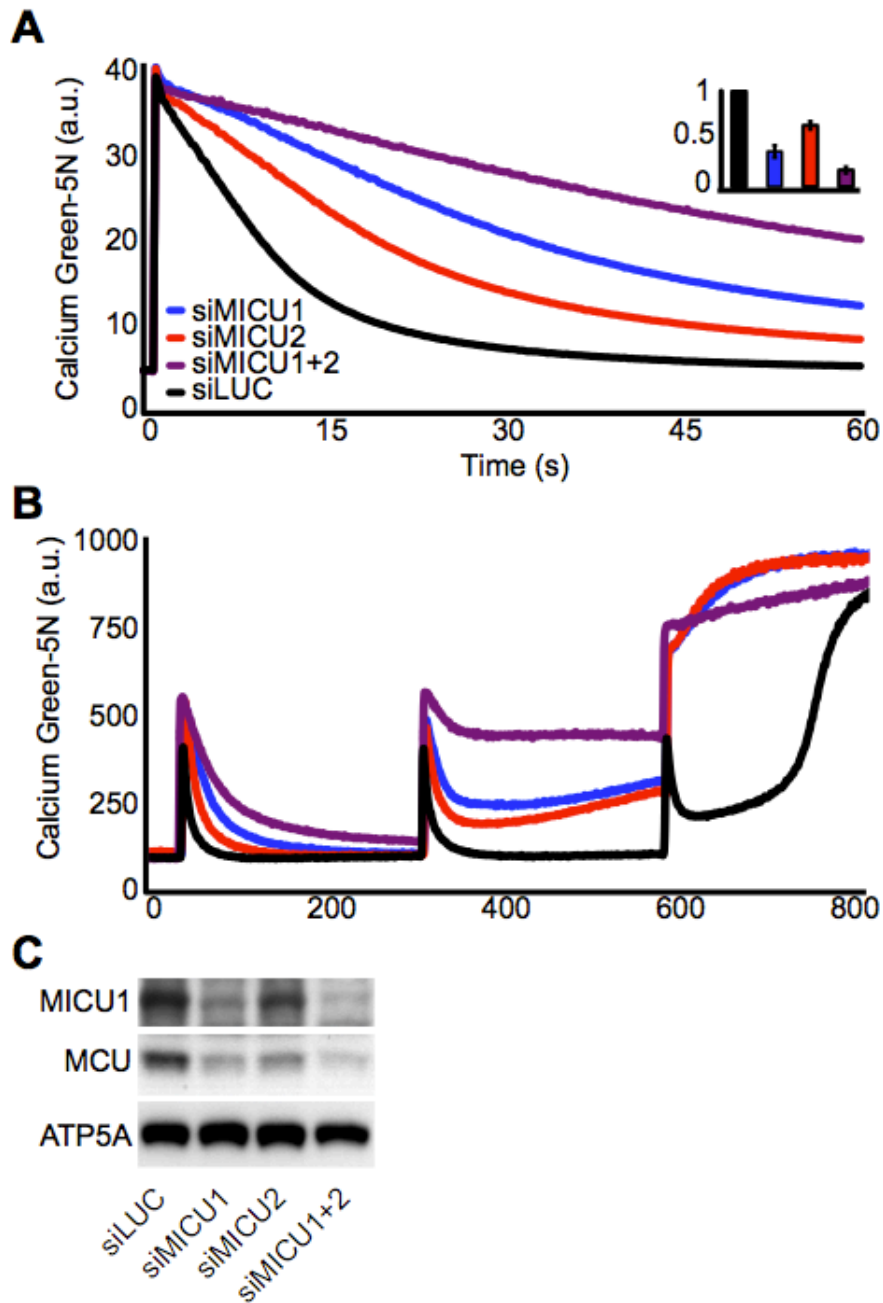 A
Calcium Green-5N (a.u.)
40
30
20
10
0
1
0.5
0
siMICU1
siMICU2
siMICU1+2
siLUC
0 15 30 45 60
Time (s)
B
Calcium Green-5N (a.u.)
1000
750
500
250
0
0 200 400 600 800
C
MICU1
MCU
ATP5A
siLUC
siMICU1
siMICU2
siMICU1+2